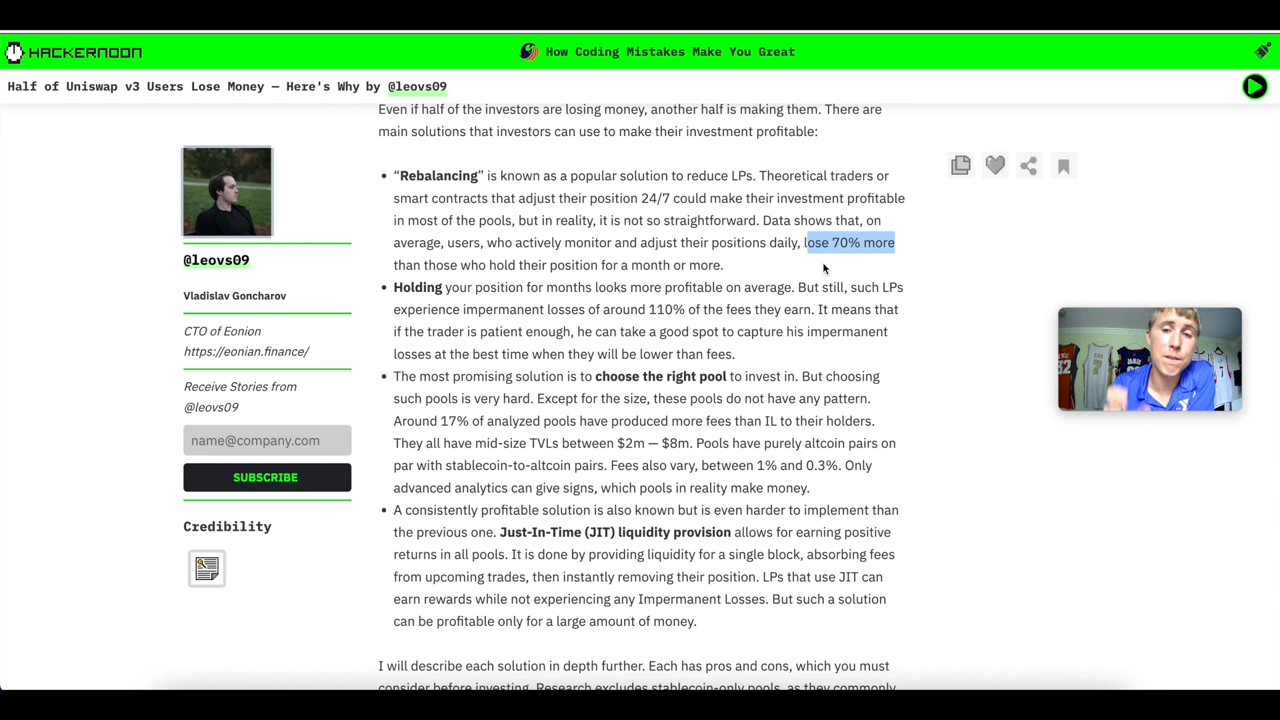 HACKERNOON
How Coding Mistakes Make You Great
Half of Uniswap v3 Users Lose Money — Here's Why by @leovs09
Even if half of the investors are losing money, another half is making them. There are
main solutions that investors can use to make their investment profitable:
@leovs09
Vladislav Goncharov
CTO of Eonian
https://eonian.finance/
Receive Stories from
@leovs09
name@company.com
SUBSCRIBE
Credibility
• “Rebalancing” is known as a popular solution to reduce LPs. Theoretical traders or
smart contracts that adjust their position 24/7 could make their investment profitable
in most of the pools, but in reality, it is not so straightforward. Data shows that, on
average, users, who actively monitor and adjust their positions daily, lose 70% more
than those who hold their position for a month or more.
• Holding your position for months looks more profitable on average. But still, such LPs
experience impermanent losses of around 110% of the fees they earn. It means that
if the trader is patient enough, he can take a good spot to capture his impermanent
losses at the best time when they will be lower than fees.
• The most promising solution is to choose the right pool to invest in. But choosing
such pools is very hard. Except for the size, these pools do not have any pattern.
Around 17% of analyzed pools have produced more fees than IL to their holders.
They all have mid-size TVLs between $2m — $8m. Pools have purely altcoin pairs on
par with stablecoin-to-altcoin pairs. Fees also vary, between 1% and 0.3%. Only
advanced analytics can give signs, which pools in reality make money.
• A consistently profitable solution is also known but is even harder to implement than
the previous one. Just-In-Time (JIT) liquidity provision allows for earning positive
returns in all pools. It is done by providing liquidity for a single block, absorbing fees
from upcoming trades, then instantly removing their position. LPs that use JIT can
earn rewards while not experiencing any Impermanent Losses. But such a solution
can be profitable only for a large amount of money.
I will describe each solution in depth further. Each has pros and cons, which you must
consider before investing. Research excludes stablecoin-only pools, as they commonly